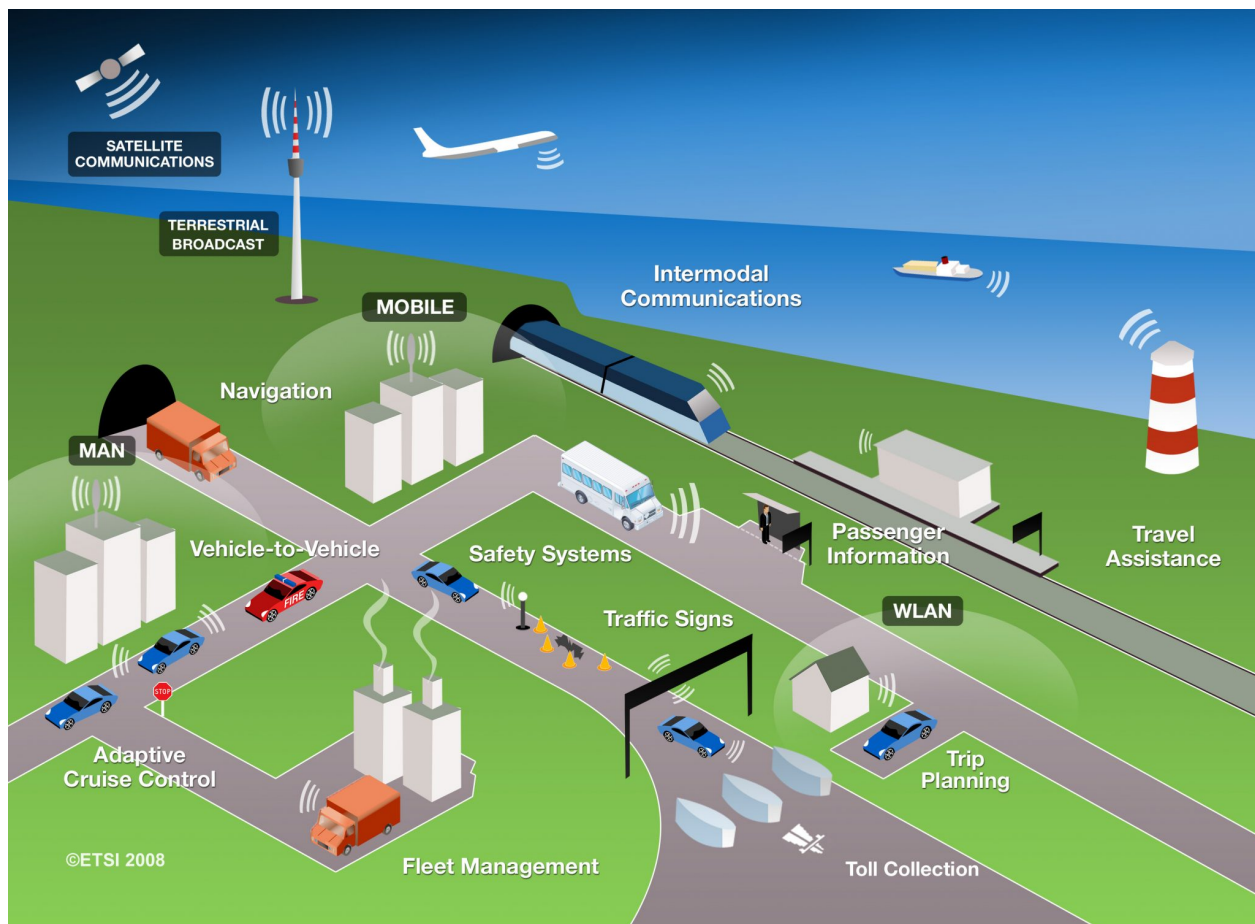 SATELLITE
COMMUNICATIONS
TERRESTRIAL
BROADCAST
Intermodal
Communications
MOBILE
Navigation
MAN
Vehicle-to-Vehicle
Safety Systems
Passenger
Information
Travel
Assistance
FIRE
Traffic Signs
WLAN
STOP
Adaptive
Cruise Control
Trip
Planning
©ETSI 2008
Fleet Management
Toll Collection